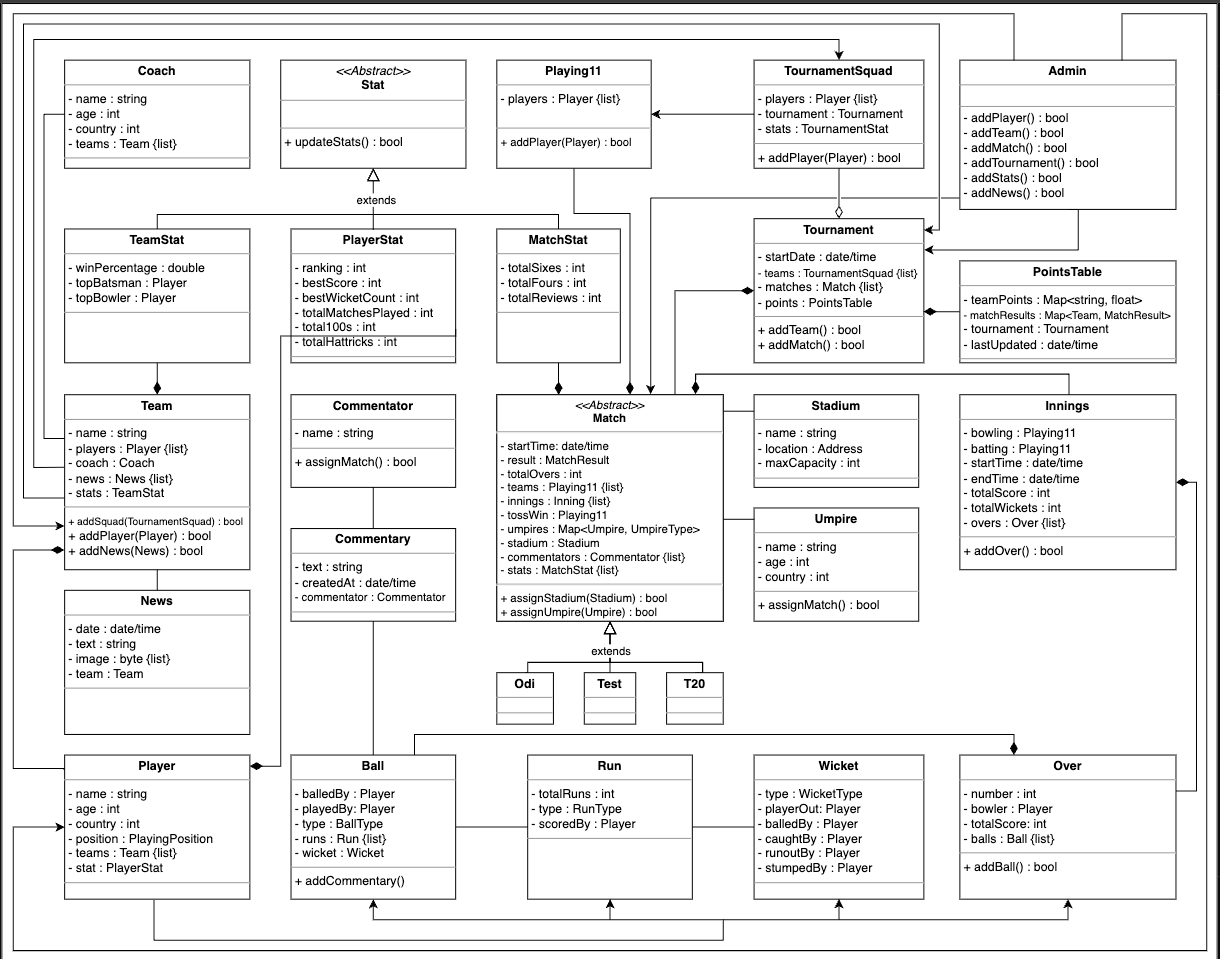 Coach
- name : string
- age : int
- country : int
- teams : Team {list}
<<Abstract>>
Stat
+ updateStats() : bool
Playing11
- players : Player {list}
+ addPlayer(Player) : bool
TournamentSquad
- players : Player {list}
- tournament : Tournament
- stats : TournamentStat
+ addPlayer(Player) : bool
Admin
- addPlayer() : bool
- addTeam() : bool
- addMatch() : bool
- addTournament() : bool
- addStats() : bool
- addNews() : bool
extends
TeamStat
- winPercentage : double
- topBatsman : Player
- topBowler : Player
PlayerStat
- ranking : int
- bestScore : int
- bestWicketCount : int
- totalMatchesPlayed : int
- total100s : int
- totalHattricks : int
MatchStat
- totalSixes : int
- totalFours : int
- totalReviews : int
Tournament
- startDate : date/time
- teams : TournamentSquad {list}
- matches : Match {list}
- points : PointsTable
+ addTeam() : bool
+ addMatch() : bool
PointsTable
- teamPoints : Map<string, float>
- matchResults : Map<Team, MatchResult>
- tournament : Tournament
- lastUpdated : date/time
Team
- name : string
- players : Player {list}
- coach : Coach
- news : News {list}
- stats : TeamStat
+ addSquad(TournamentSquad) : bool
+ addPlayer(Player) : bool
+ addNews(News) : bool
Commentator
- name : string
+ assignMatch() : bool
<<Abstract>>
Match
- startTime: date/time
- result : MatchResult
- totalOvers : int
- teams : Playing11 {list}
- innings : Inning {list}
- tossWin : Playing11
- umpires : Map<Umpire, UmpireType>
- stadium : Stadium
- commentators : Commentator {list}
- stats : MatchStat {list}
+ assignStadium(Stadium) : bool
+ assignUmpire(Umpire) : bool
Stadium
- name : string
- location : Address
- maxCapacity : int
Innings
- bowling : Playing11
- batting : Playing11
- startTime : date/time
- endTime : date/time
- totalScore : int
- totalWickets : int
- overs : Over {list}
+ addOver() : bool
Commentary
- text : string
- createdAt : date/time
- commentator : Commentator
Umpire
- name : string
- age : int
- country : int
+ assignMatch() : bool
News
- date : date/time
- text : string
- image : byte {list}
- team : Team
extends
Odi
Test
T20
Player
- name : string
- age : int
- country : int
- position : PlayingPosition
- teams : Team {list}
- stat : PlayerStat
Ball
- balledBy : Player
- playedBy: Player
- type : BallType
- runs : Run {list}
- wicket : Wicket
+ addCommentary()
Run
- totalRuns : int
- type : RunType
- scoredBy : Player
Wicket
- type : WicketType
- playerOut: Player
- balledBy : Player
- caughtBy : Player
- runoutBy : Player
- stumpedBy : Player
Over
- number : int
- bowler : Player
- totalScore: int
- balls : Ball {list}
+ addBall() : bool